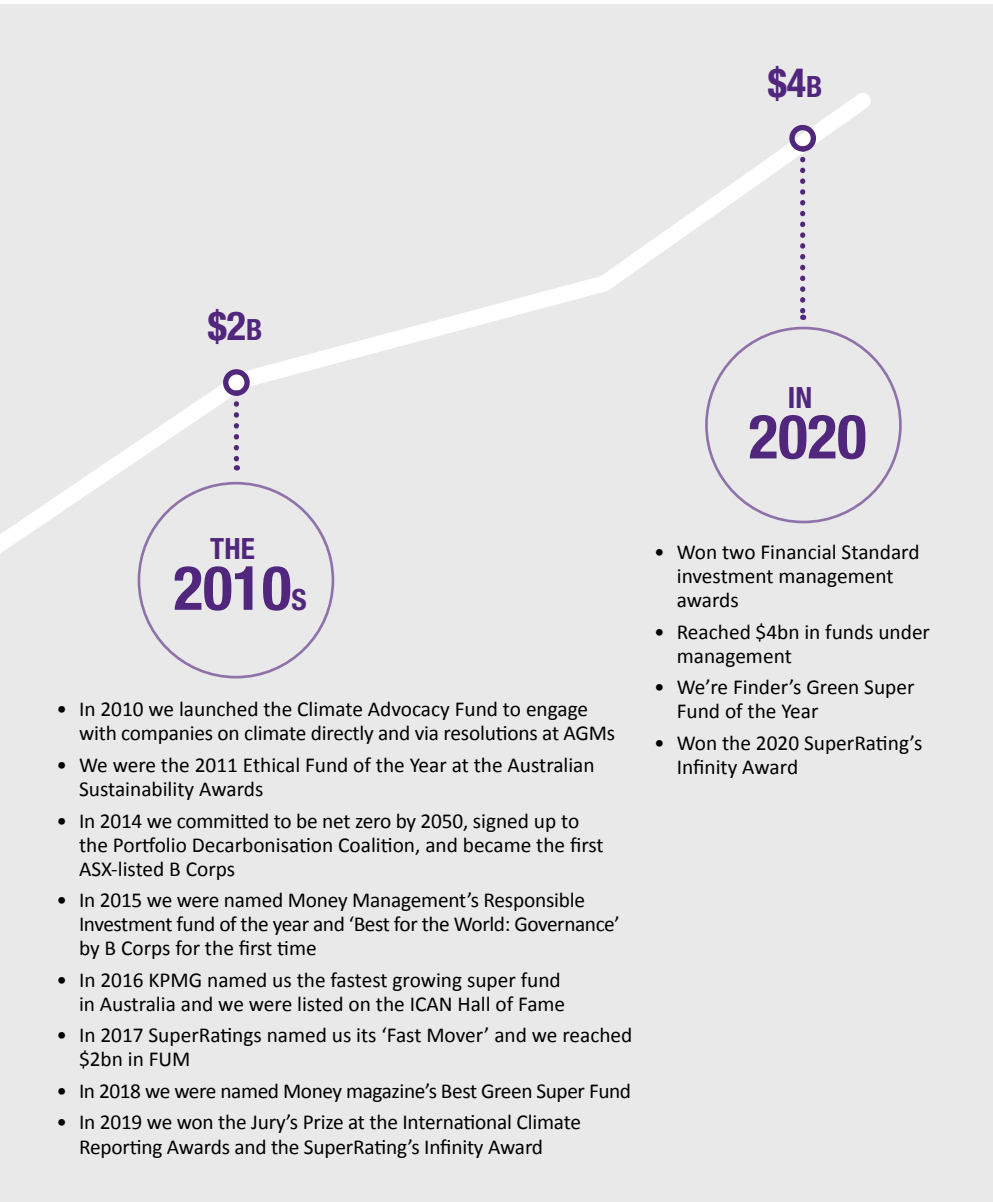 $4B
$2B
IN
2020
THE
2010s
• Won two Financial Standard
investment management
awards
• Reached $4bn in funds under
management
• We're Finder's Green Super
Fund of the Year
• Won the 2020 SuperRating's
Infinity Award
• In 2010 we launched the Climate Advocacy Fund to engage
with companies on climate directly and via resolutions at AGMs
• We were the 2011 Ethical Fund of the Year at the Australian
Sustainability Awards
• In 2014 we committed to be net zero by 2050, signed up to
the Portfolio Decarbonisation Coalition, and became the first
ASX-listed B Corps
• In 2015 we were named Money Management's Responsible
Investment fund of the year and 'Best for the World: Governance'
by B Corps for the first time
• In 2016 KPMG named us the fastest growing super fund
in Australia and we were listed on the ICAN Hall of Fame
• In 2017 SuperRatings named us its 'Fast Mover' and we reached
$2bn in FUM
• In 2018 we were named Money magazine's Best Green Super Fund
• In 2019 we won the Jury's Prize at the International Climate
Reporting Awards and the SuperRating's Infinity Award